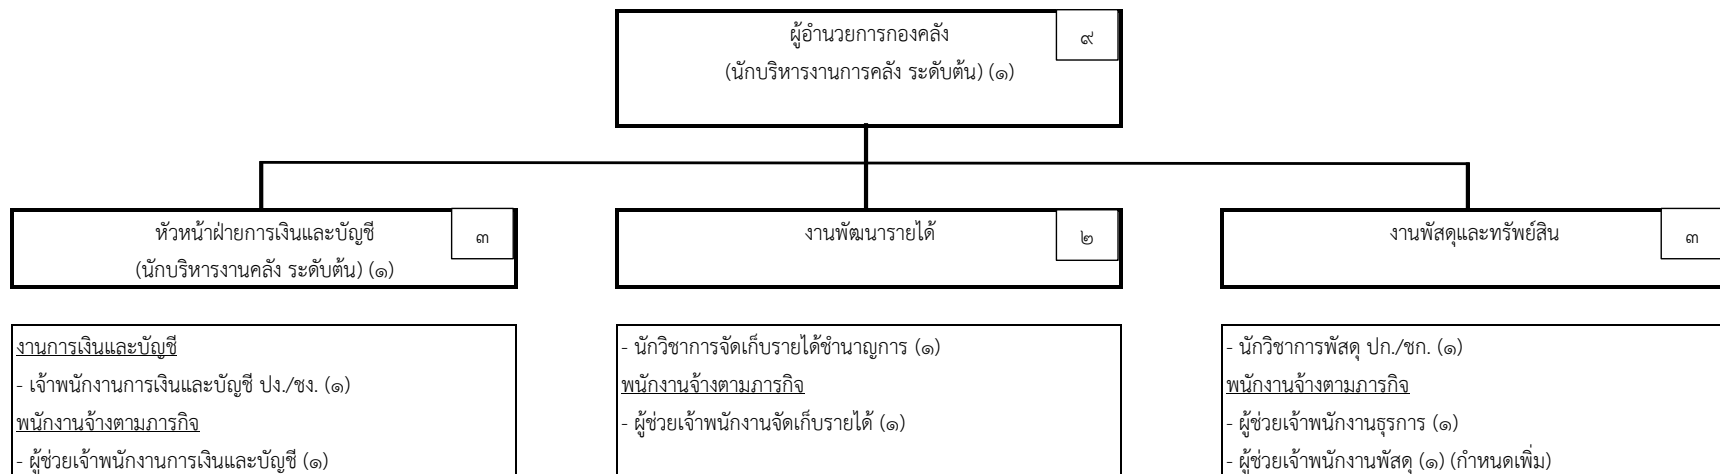 ผู้อำนวยการกองคลัง
๙
(นักบริหารงานการคลัง ระดับต้น) (๑)
หัวหน้าฝ่ายการเงินและบัญชี
๓
(นักบริหารงานคลัง ระดับต้น) (๑)
งานพัฒนารายได้
๒
งานพัสดุและทรัพย์สิน
๓
งานการเงินและบัญชี
- เจ้าพนักงานการเงินและบัญชี ปง./ชง. (๑)
พนักงานจ้างตามภารกิจ
- ผู้ช่วยเจ้าพนักงานการเงินและบัญชี (๑)
- นักวิชาการจัดเก็บรายได้ชำนาญการ (๑)
พนักงานจ้างตามภารกิจ
- ผู้ช่วยเจ้าพนักงานจัดเก็บรายได้ (๑)
- นักวิชาการพัสดุ ปก./ชก. (๑)
พนักงานจ้างตามภารกิจ
- ผู้ช่วยเจ้าพนักงานธุรการ (๑)
- ผู้ช่วยเจ้าพนักงานพัสดุ (๑) (กำหนดเพิ่ม)